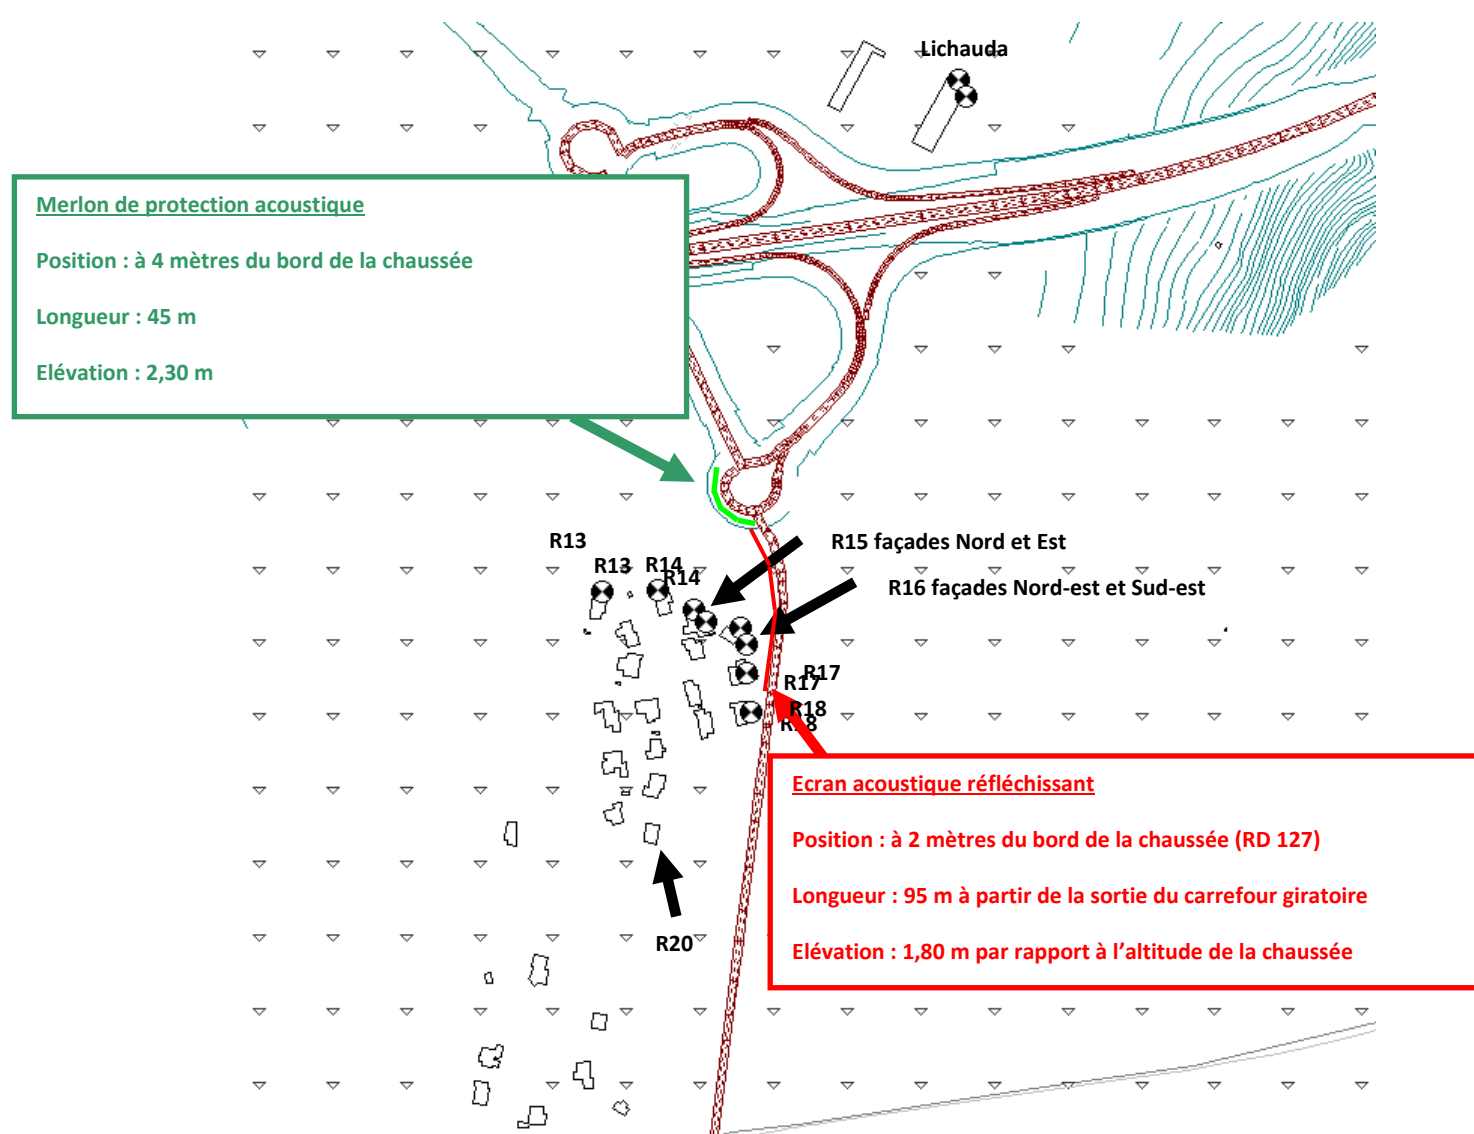 Lichauda
Merlon de protection acoustique
Position : à 4 mètres du bord de la chaussée
Longueur : 45 m
Elévation : 2,30 m
R13
R15 façades Nord et Est
R13
R14
R14
R16 façades Nord-est et Sud-est
R17
R17
R18
R18
Ecran acoustique réfléchissant
Position : à 2 mètres du bord de la chaussée (RD 127)
Longueur : 95 m à partir de la sortie du carrefour giratoire
Elévation : 1,80 m par rapport à l’altitude de la chaussée
R20